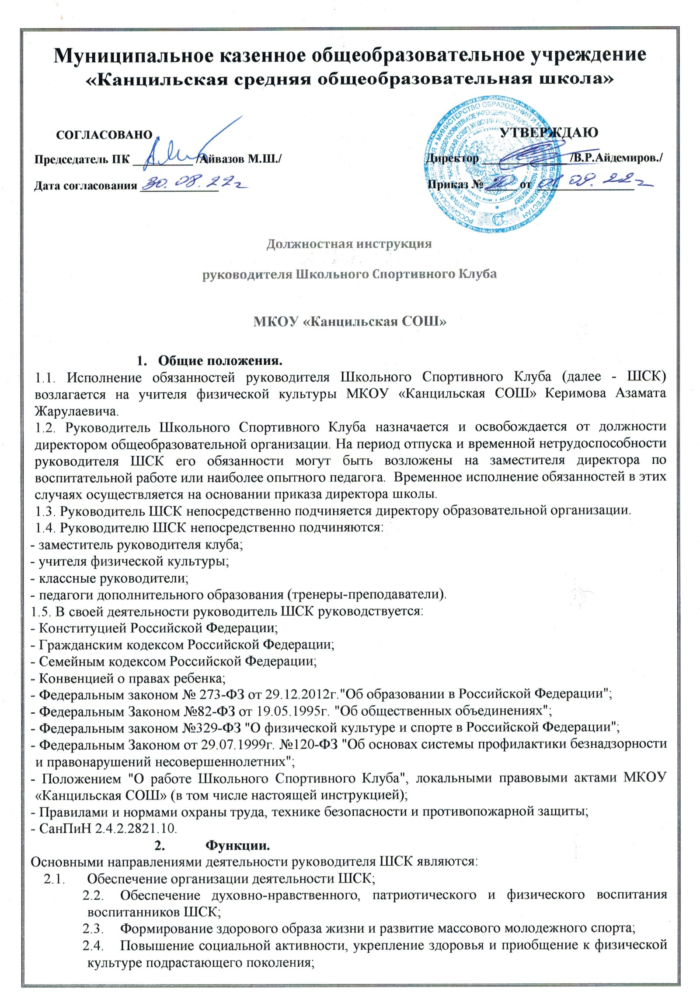 Муниципальное казенное общеобразовательное учреждение
«Канцильская средняя общеобразовательная школа»
СОГЛАСОВАНО
УТВЕРЖДАЮ
Председатель ПК __________ /Айвазов М.Ш./
Директор ______________ /В.Р.Айдемиров./
Дата согласования 30.08.22г
Приказ № 20 от 01 09. 22г
Должностная инструкция
руководителя Школьного Спортивного Клуба
МКОУ «Канцильская СОШ»
1. Общие положения.
1.1. Исполнение обязанностей руководителя Школьного Спортивного Клуба (далее - ШСК)
возлагается на учителя физической культуры МКОУ «Канцильская СОШ» Керимова Азамата
Жарулаевича.
1.2. Руководитель Школьного Спортивного Клуба назначается и освобождается от должности
директором общеобразовательной организации. На период отпуска и временной нетрудоспособности
руководителя ШСК его обязанности могут быть возложены на заместителя директора по
воспитательной работе или наиболее опытного педагога. Временное исполнение обязанностей в этих
случаях осуществляется на основании приказа директора школы.
1.3. Руководитель ШСК непосредственно подчиняется директору образовательной организации.
1.4. Руководителю ШСК непосредственно подчиняются:
- заместитель руководителя клуба;
- учителя физической культуры;
- классные руководители;
- педагоги дополнительного образования (тренеры-преподаватели).
1.5. В своей деятельности руководитель ШСК руководствуется:
- Конституцией Российской Федерации;
- Гражданским кодексом Российской Федерации;
- Семейным кодексом Российской Федерации;
- Конвенцией о правах ребенка;
- Федеральным законом № 273-ФЗ от 29.12.2012г."Об образовании в Российской Федерации";
- Федеральным Законом №82-ФЗ от 19.05.1995г. "Об общественных объединениях";
- Федеральным законом №329-ФЗ "О физической культуре и спорте в Российской Федерации";
- Федеральным Законом от 29.07.1999г. №120-ФЗ "Об основах системы профилактики безнадзорности
и правонарушений несовершеннолетних";
- Положением "О работе Школьного Спортивного Клуба", локальными правовыми актами МКОУ
«Канцильская СОШ» (в том числе настоящей инструкцией);
- Правилами и нормами охраны труда, технике безопасности и противопожарной защиты;
- СанПиН 2.4.2.2821.10.
2. Функции.
Основными направлениями деятельности руководителя ШСК являются:
2.1. Обеспечение организации деятельности ШСК;
2.2. Обеспечение духовно-нравственного, патриотического и физического воспитания
воспитанников ШСК;
2.3. Формирование здорового образа жизни и развитие массового молодежного спорта;
2.4. Повышение социальной активности, укрепление здоровья и приобщение к физической
культуре подрастающего поколения;